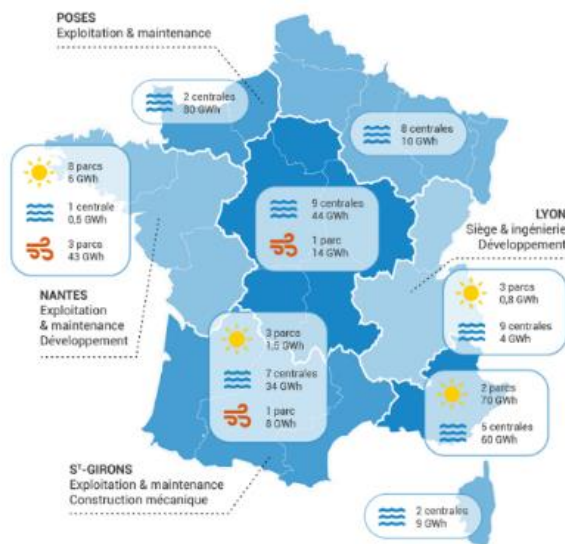 POSES
Exploitation & maintenance
2 centrales
80 GWh
8 centrales
10 GWh
8 parcs
6 GWh
1 centrale
0,5 GWh
3 parcs
43 GWh
9 centrales
44 GWh
1 parc
14 GWh
LYON
Siège & ingénierie
Développement
3 parcs
0,8 GWh
9 centrales
4 GWh
NANTES
Exploitation
& maintenance
Développement
3 parcs
1,5 GWh
7 centrales
34 GWh
1 parc
8 GWh
2 parcs
70 GWh
5 centrales
60 GWh
Sᵗ-GIRONS
Exploitation & maintenance
Construction mécanique
2 centrales
9 GWh